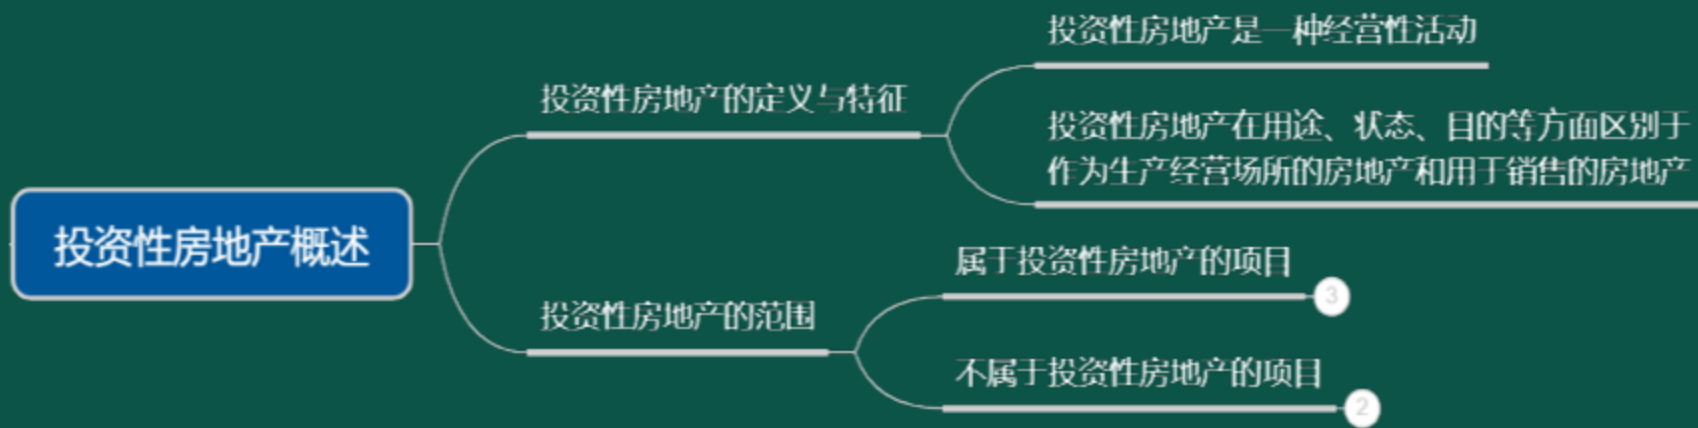 投资性房地产概述
投资性房地产的定义与特征
投资性房地产是一种经营性活动
投资性房地产在用途、状态、目的等方面区别于
作为生产经营场所的房地产和用于销售的房地产
投资性房地产的范围
属于投资性房地产的项目
3
不属于投资性房地产的项目
2